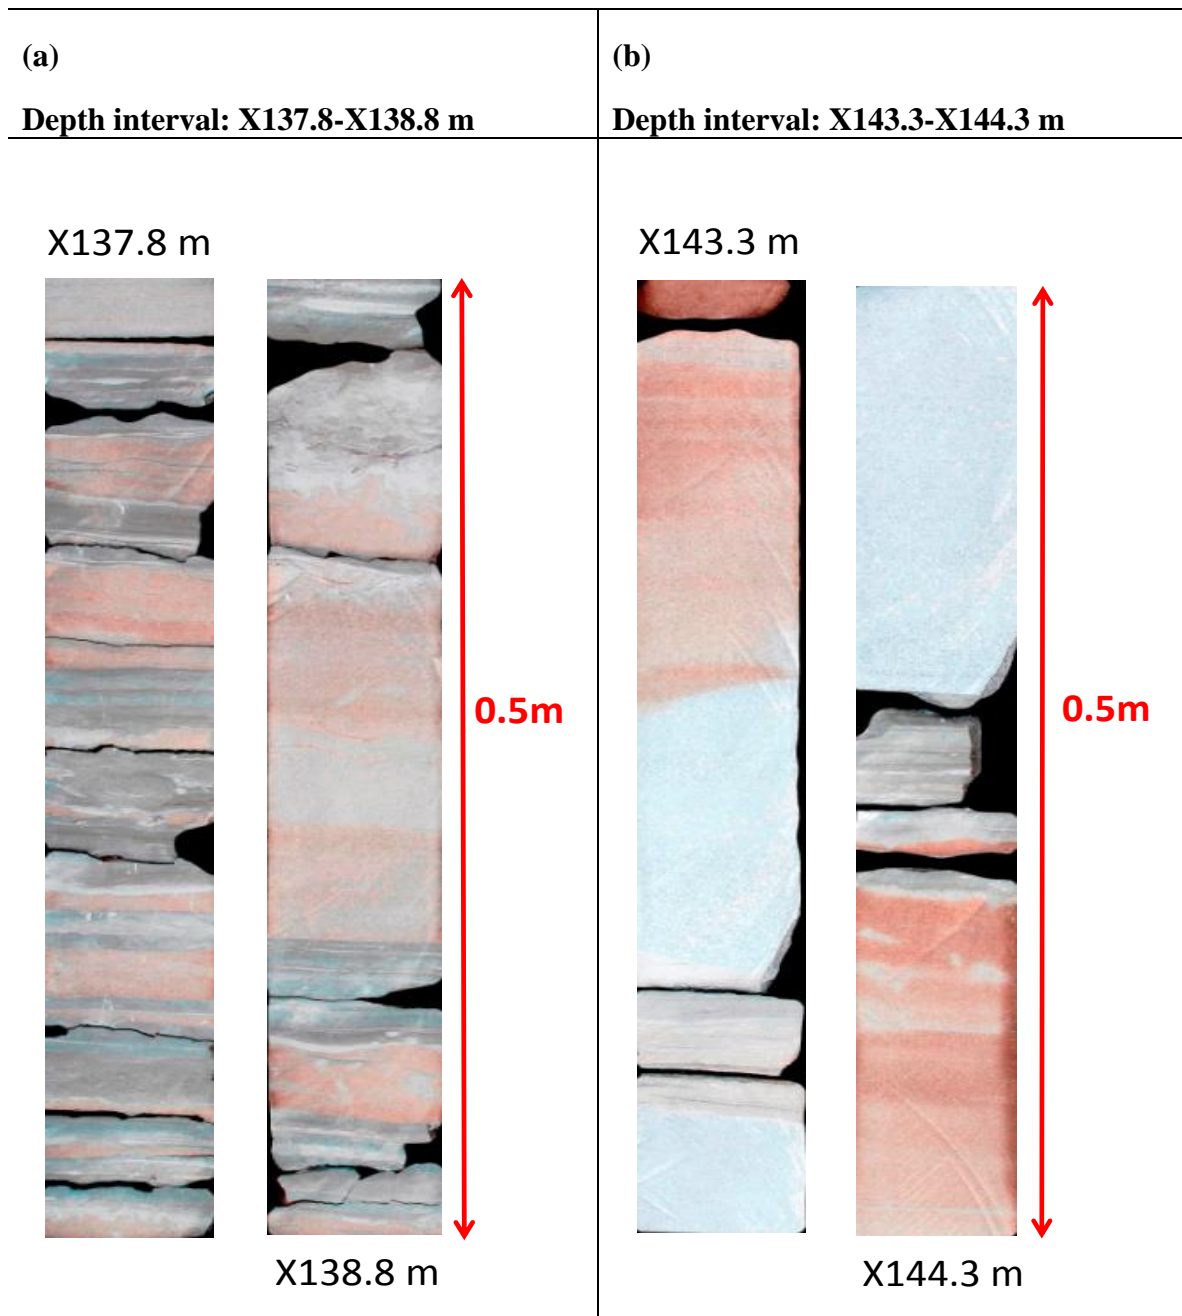 (a)
Depth interval: X137.8-X138.8 m
(b)
Depth interval: X143.3-X144.3 m
X137.8 m
0.5m
X138.8 m
X143.3 m
0.5m
X144.3 m